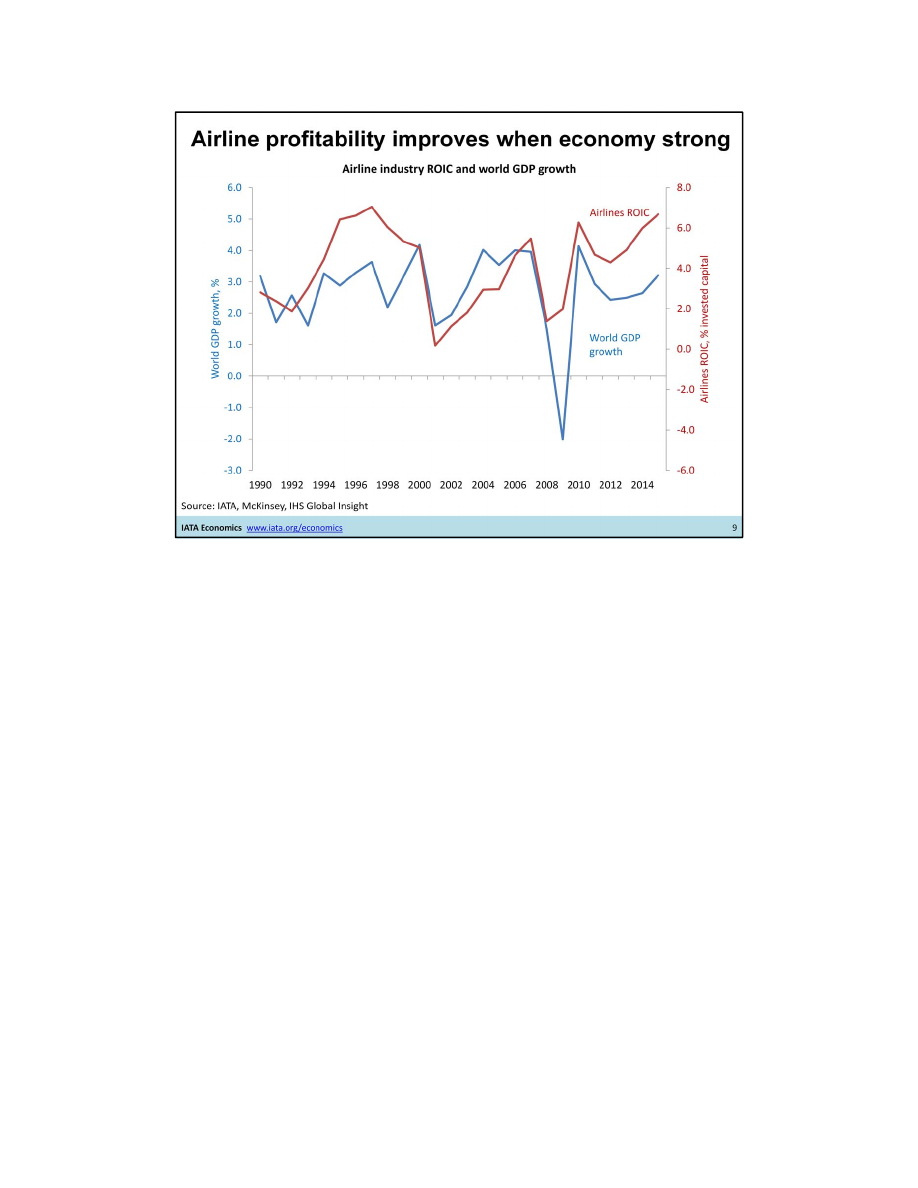 Airline profitability improves when economy strong
Airline industry ROIC and world GDP growth
6.0
5.0
4.0
3.0
2.0
1.0
0.0
-1.0
-2.0
-3.0
World GDP growth, %
8.0
6.0
4.0
2.0
0.0
-2.0
-4.0
-6.0
Airlines ROIC, % invested capital
Airlines ROIC
World GDP
growth
1990 1992 1994 1996 1998 2000 2002 2004 2006 2008 2010 2012 2014
Source: IATA, McKinsey, IHS Global Insight
IATA Economics www.iata.org/economics 9